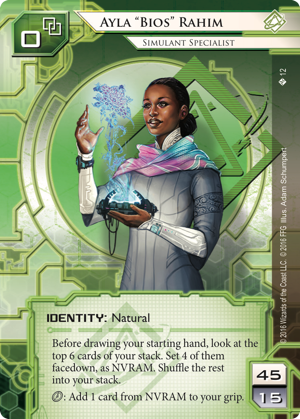 AYLA "BIOS" RAHIM
0
SIMULANT SPECIALIST
12
© 2016 Wizards of the Coast LLC. © 2016 FFG Illus. Adam Schumpert
IDENTITY: Natural
Before drawing your starting hand, look at the
top 6 cards of your stack. Set 4 of them
facedown, as NVRAM. Shuffle the rest
into your stack.
: Add 1 card from NVRAM to your grip.
45
15